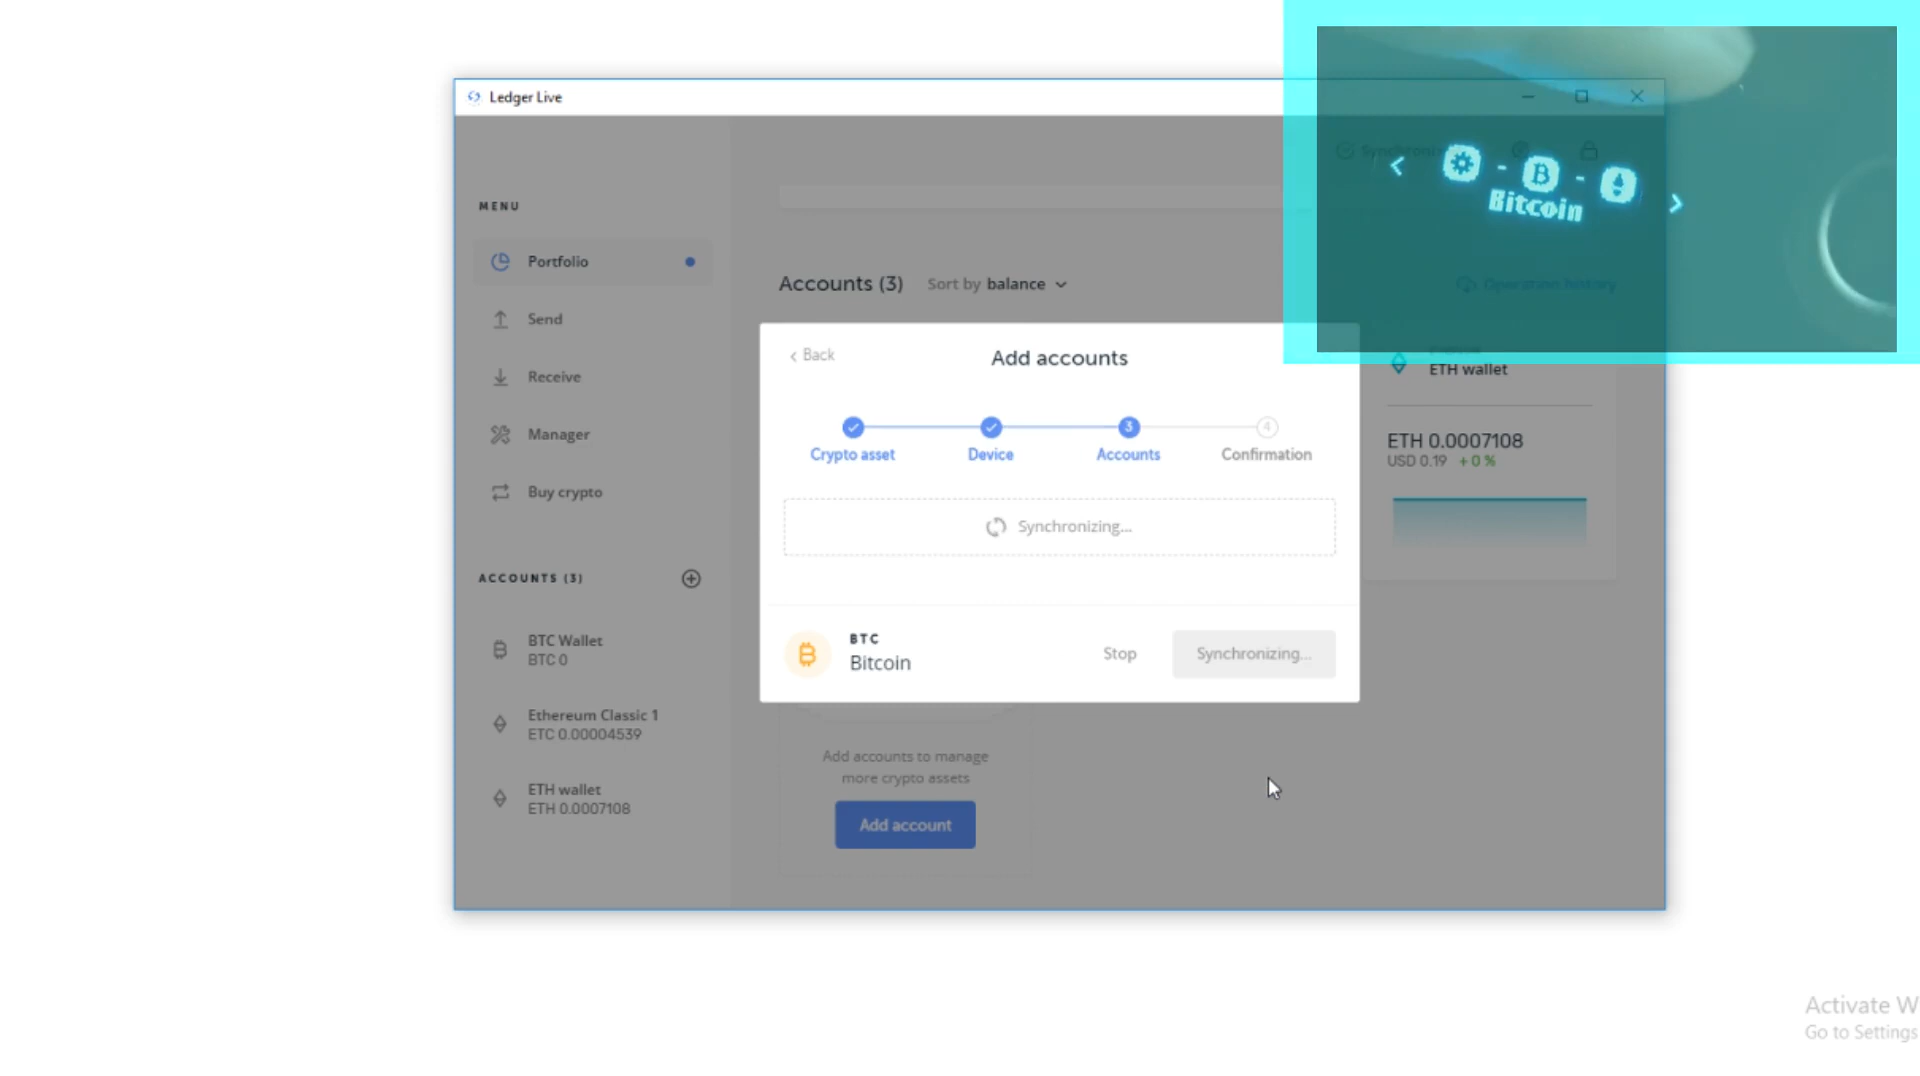 Ledger Live
MENU
Portfolio
Send
Receive
Manager
Buy crypto
ACCOUNTS (3)
BTC Wallet
BTC 0
Ethereum Classic 1
ETC 0.00004539
ETH wallet
ETH 0.0007108
Accounts (3) Sort by balance
Operation history
Back
Add accounts
3
4
Crypto asset
Device
Accounts
Confirmation
Synchronizing...
BTC
Bitcoin
Stop
Synchronizing...
Add accounts to manage
more crypto assets
Add account
ETH wallet
ETH 0.0007108
USD 0.19 +0 %
Bitcoin
Activate W
Go to Settings